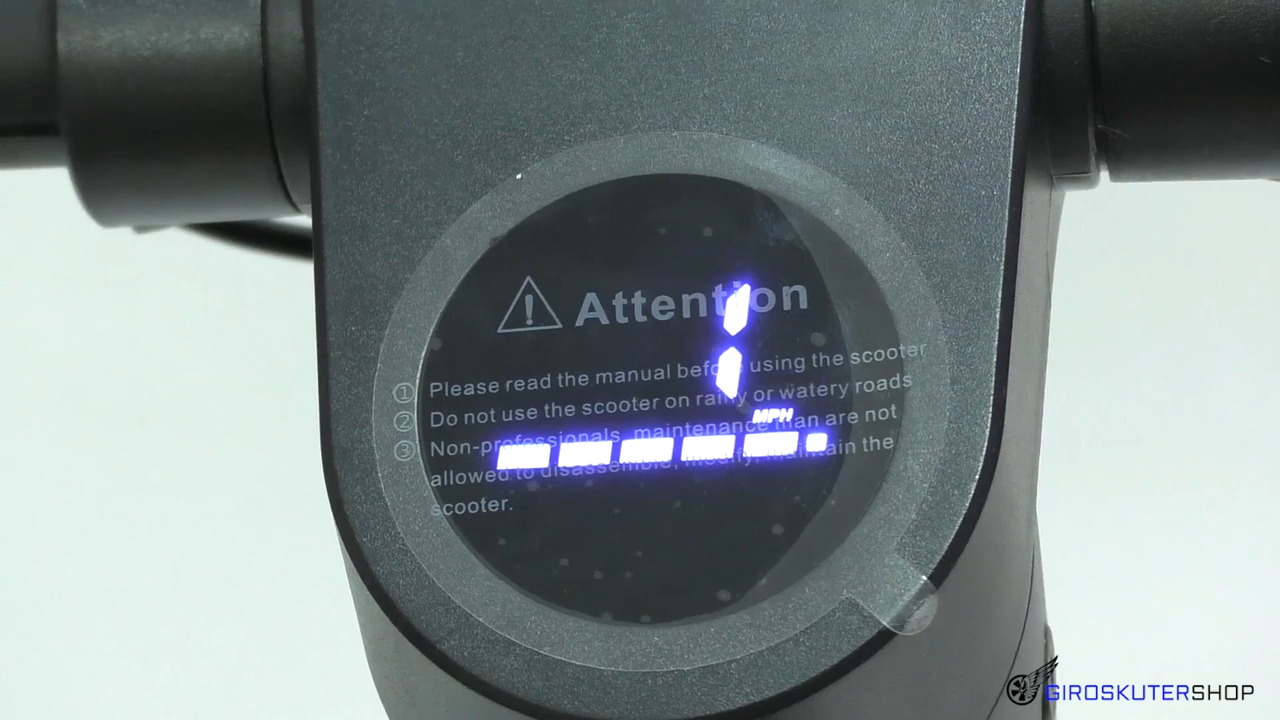 Attention
1
① Please read the manual before using the scooter
② Do not use the scooter on rainy or watery roads
MPH
③ Non-professionals, maintenance man are not
allowed to disassemble, modify, maintain the
scooter.
GIROSKUTERSHOP